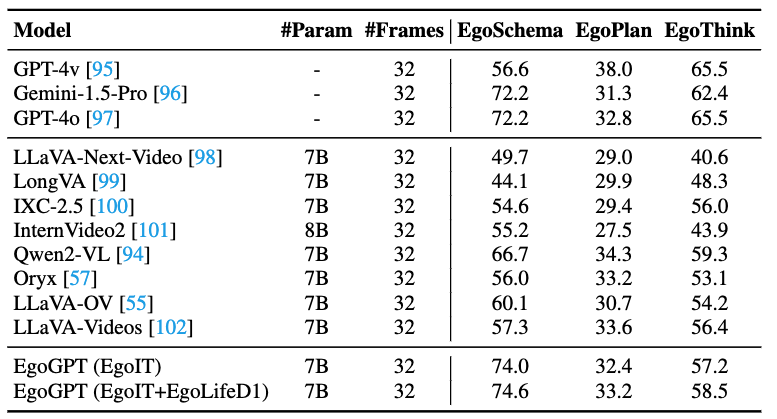 Model #Param #Frames EgoSchema EgoPlan EgoThink
GPT-4v [95] - 32 56.6 38.0 65.5
Gemini-1.5-Pro [96] - 32 72.2 31.3 62.4
GPT-4o [97] - 32 72.2 32.8 65.5
LLaVA-Next-Video [98] 7B 32 49.7 29.0 40.6
LongVA [99] 7B 32 44.1 29.9 48.3
IXC-2.5 [100] 7B 32 54.6 29.4 56.0
InternVideo2 [101] 8B 32 55.2 27.5 43.9
Qwen2-VL [94] 7B 32 66.7 34.3 59.3
Oryx [57] 7B 32 56.0 33.2 53.1
LLaVA-OV [55] 7B 32 60.1 30.7 54.2
LLaVA-Videos [102] 7B 32 57.3 33.6 56.4
EgoGPT (EgoIT) 7B 32 74.0 32.4 57.2
EgoGPT (EgoIT+EgoLifeD1) 7B 32 74.6 33.2 58.5